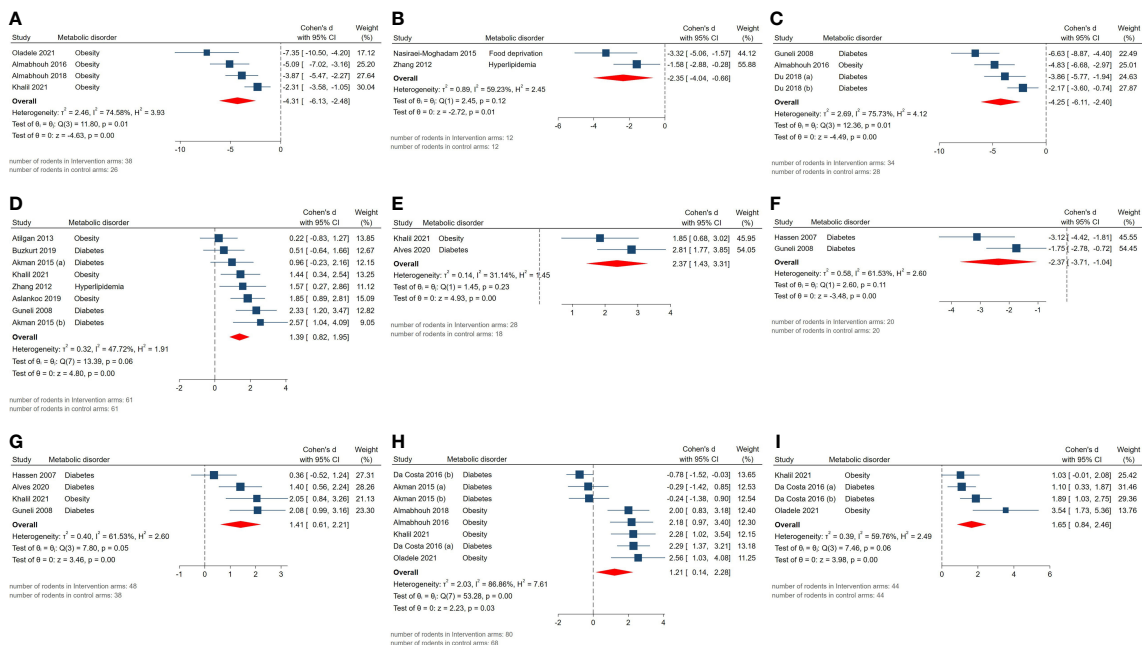 A
Cohen's d Weight
Study Metabolic disorder with 95% CI (%)
Oladele 2021 Obesity -7.35 [ -10.50, -4.20] 17.12
Almabhouh 2016 Obesity -5.09 [ -7.02, -3.16] 25.20
Almabhouh 2018 Obesity -3.87 [ -5.47, -2.27] 27.64
Khalil 2021 Obesity -2.31 [ -3.58, -1.05] 30.04
Overall -4.31 [ -6.13, -2.48]
Heterogeneity: τ² = 2.46, I² = 74.58%, H² = 3.93
Test of θᵢ = θⱼ: Q(3) = 11.80, p = 0.01
Test of θ = 0: z = -4.63, p = 0.00
-10 -5 0
number of rodents in Intervention arms: 38
number of rodents in control arms: 26
B
Cohen's d Weight
Study Metabolic disorder with 95% CI (%)
Nasiraei-Moghadam 2015 Food deprivation -3.32 [ -5.06, -1.57] 44.12
Zhang 2012 Hyperlipidemia -1.58 [ -2.88, -0.28] 55.88
Overall -2.35 [ -4.04, -0.66]
Heterogeneity: τ² = 0.89, I² = 59.23%, H² = 2.45
Test of θᵢ = θⱼ: Q(1) = 2.45, p = 0.12
Test of θ = 0: z = -2.72, p = 0.01
-6 -4 -2 0
number of rodents in Intervention arms: 12
number of rodents in control arms: 12
C
Cohen's d Weight
Study Metabolic disorder with 95% CI (%)
Guneli 2008 Diabetes -6.63 [ -8.87, -4.40] 22.49
Almabhouh 2016 Obesity -4.83 [ -6.68, -2.97] 25.01
Du 2018 (a) Diabetes -3.86 [ -5.77, -1.94] 24.63
Du 2018 (b) Diabetes -2.17 [ -3.60, -0.74] 27.87
Overall -4.25 [ -6.11, -2.40]
Heterogeneity: τ² = 2.69, I² = 75.73%, H² = 4.12
Test of θᵢ = θⱼ: Q(3) = 12.36, p = 0.01
Test of θ = 0: z = -4.49, p = 0.00
-10 -5 0
number of rodents in Intervention arms: 34
number of rodents in control arms: 28
D
Cohen's d Weight
Study Metabolic disorder with 95% CI (%)
Atilgan 2013 Obesity 0.22 [ -0.83, 1.27] 13.85
Buzkurt 2019 Diabetes 0.51 [ -0.64, 1.66] 12.67
Akman 2015 (a) Diabetes 0.96 [ -0.23, 2.16] 12.15
Khalil 2021 Obesity 1.44 [ 0.34, 2.54] 13.25
Zhang 2012 Hyperlipidemia 1.57 [ 0.27, 2.86] 11.12
Aslankoc 2019 Obesity 1.85 [ 0.89, 2.81] 15.09
Guneli 2008 Diabetes 2.33 [ 1.20, 3.47] 12.82
Akman 2015 (b) Diabetes 2.57 [ 1.04, 4.09] 9.05
Overall 1.39 [ 0.82, 1.95]
Heterogeneity: τ² = 0.32, I² = 47.72%, H² = 1.91
Test of θᵢ = θⱼ: Q(7) = 13.39, p = 0.06
Test of θ = 0: z = 4.80, p = 0.00
-2 0 2 4
number of rodents in Intervention arms: 61
number of rodents in control arms: 61
E
Cohen's d Weight
Study Metabolic disorder with 95% CI (%)
Khalil 2021 Obesity 1.85 [ 0.68, 3.02] 45.95
Alves 2020 Diabetes 2.81 [ 1.77, 3.85] 54.05
Overall 2.37 [ 1.43, 3.31]
Heterogeneity: τ² = 0.14, I² = 31.14%, H² = 1.45
Test of θᵢ = θⱼ: Q(1) = 1.45, p = 0.23
Test of θ = 0: z = 4.93, p = 0.00
1 2 3 4
number of rodents in Intervention arms: 28
number of rodents in control arms: 18
F
Cohen's d Weight
Study Metabolic disorder with 95% CI (%)
Hassen 2007 Diabetes -3.12 [ -4.42, -1.81] 45.55
Guneli 2008 Diabetes -1.75 [ -2.78, -0.72] 54.45
Overall -2.37 [ -3.71, -1.04]
Heterogeneity: τ² = 0.58, I² = 61.53%, H² = 2.60
Test of θᵢ = θⱼ: Q(1) = 2.60, p = 0.11
Test of θ = 0: z = -3.48, p = 0.00
-4 -3 -2 -1
number of rodents in Intervention arms: 20
number of rodents in control arms: 20
G
Cohen's d Weight
Study Metabolic disorder with 95% CI (%)
Hassen 2007 Diabetes 0.36 [ -0.52, 1.24] 27.31
Alves 2020 Diabetes 1.40 [ 0.56, 2.24] 28.26
Khalil 2021 Obesity 2.05 [ 0.84, 3.26] 21.13
Guneli 2008 Diabetes 2.08 [ 0.99, 3.16] 23.30
Overall 1.41 [ 0.61, 2.21]
Heterogeneity: τ² = 0.40, I² = 61.53%, H² = 2.60
Test of θᵢ = θⱼ: Q(3) = 7.80, p = 0.05
Test of θ = 0: z = 3.46, p = 0.00
-1 0 1 2 3
number of rodents in Intervention arms: 48
number of rodents in control arms: 38
H
Cohen's d Weight
Study Metabolic disorder with 95% CI (%)
Da Costa 2016 (b) Diabetes -0.78 [ -1.52, -0.03] 13.65
Akman 2015 (a) Diabetes -0.29 [ -1.42, 0.85] 12.53
Akman 2015 (b) Diabetes -0.24 [ -1.38, 0.90] 12.54
Almabhouh 2018 Obesity 2.00 [ 0.83, 3.18] 12.40
Almabhouh 2016 Obesity 2.18 [ 0.97, 3.40] 12.30
Khalil 2021 Obesity 2.28 [ 1.02, 3.54] 12.15
Da Costa 2016 (a) Diabetes 2.29 [ 1.37, 3.21] 13.18
Oladele 2021 Obesity 2.56 [ 1.03, 4.08] 11.25
Overall 1.21 [ 0.14, 2.28]
Heterogeneity: τ² = 2.03, I² = 86.86%, H² = 7.61
Test of θᵢ = θⱼ: Q(7) = 53.28, p = 0.00
Test of θ = 0: z = 2.23, p = 0.03
-2 0 2 4
number of rodents in Intervention arms: 80
number of rodents in control arms: 68
I
Cohen's d Weight
Study Metabolic disorder with 95% CI (%)
Khalil 2021 Obesity 1.03 [ -0.01, 2.08] 25.42
Da Costa 2016 (a) Diabetes 1.10 [ 0.33, 1.87] 31.46
Da Costa 2016 (b) Diabetes 1.89 [ 1.03, 2.75] 29.36
Oladele 2021 Obesity 3.54 [ 1.73, 5.36] 13.76
Overall 1.65 [ 0.84, 2.46]
Heterogeneity: τ² = 0.39, I² = 59.76%, H² = 2.49
Test of θᵢ = θⱼ: Q(3) = 7.46, p = 0.06
Test of θ = 0: z = 3.98, p = 0.00
0 2 4 6
number of rodents in Intervention arms: 44
number of rodents in control arms: 44